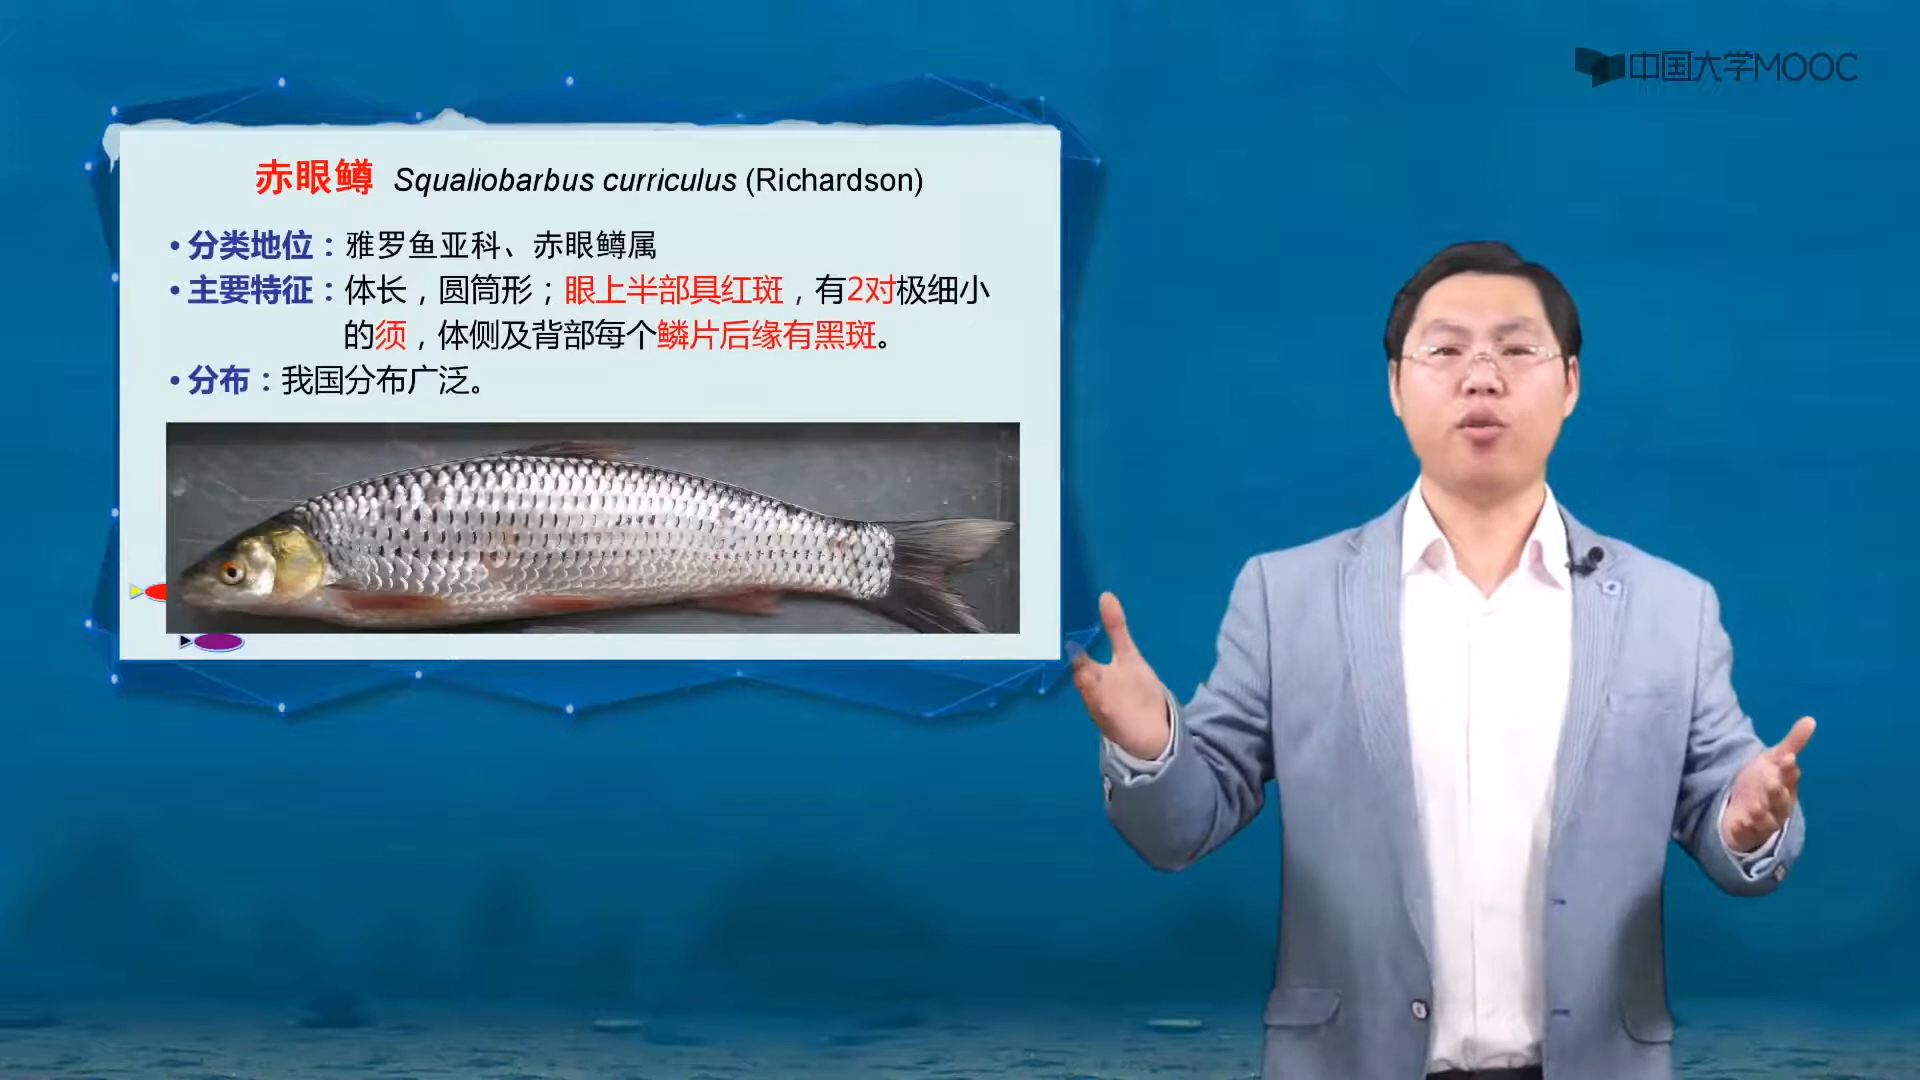 中国大学MOOC
赤眼鳟 Squaliobarbus curriculus (Richardson)
•分类地位：雅罗鱼亚科、赤眼鳟属
•主要特征：体长，圆筒形；眼上半部具红斑，有2对极细小
的须，体侧及背部每个鳞片后缘有黑斑。
•分布：我国分布广泛。